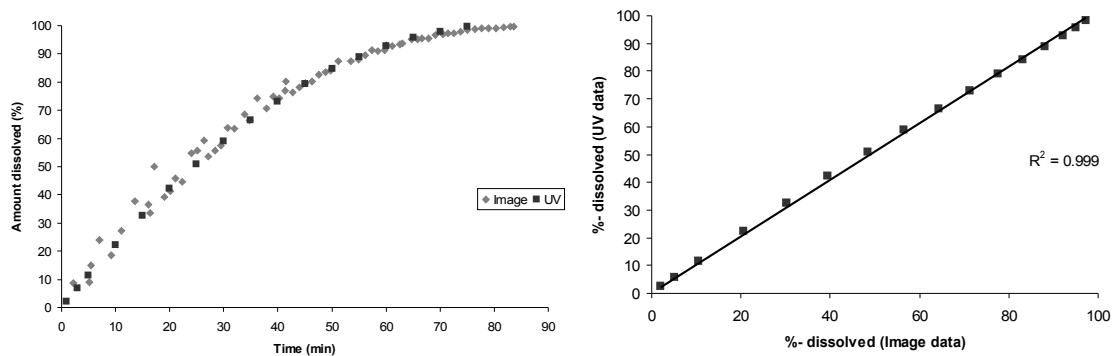 100
90
80
70
60
50
40
30
20
10
0
Amount dissolved (%)
0 10 20 30 40 50 60 70 80 90
Time (min)
Image UV
100
90
80
70
60
50
40
30
20
10
0
%- dissolved (UV data)
R² = 0.999
0 20 40 60 80 100
%- dissolved (Image data)